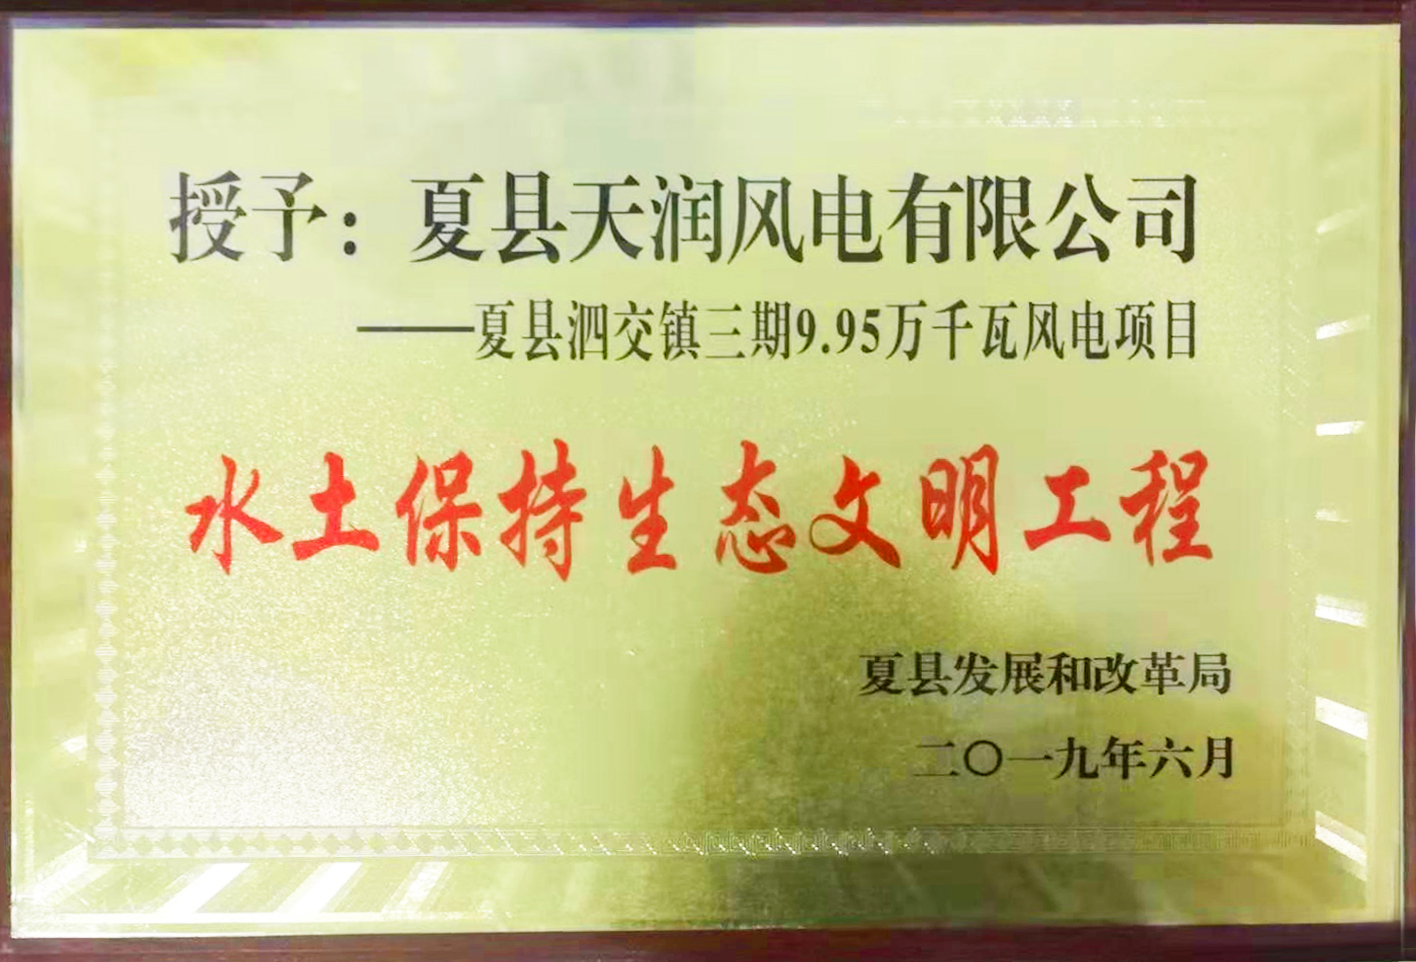 授予：夏县天润风电有限公司
——夏县泗交镇三期9.95万千瓦风电项目
水土保持生态文明工程
夏县发展和改革局
二〇一九年六月